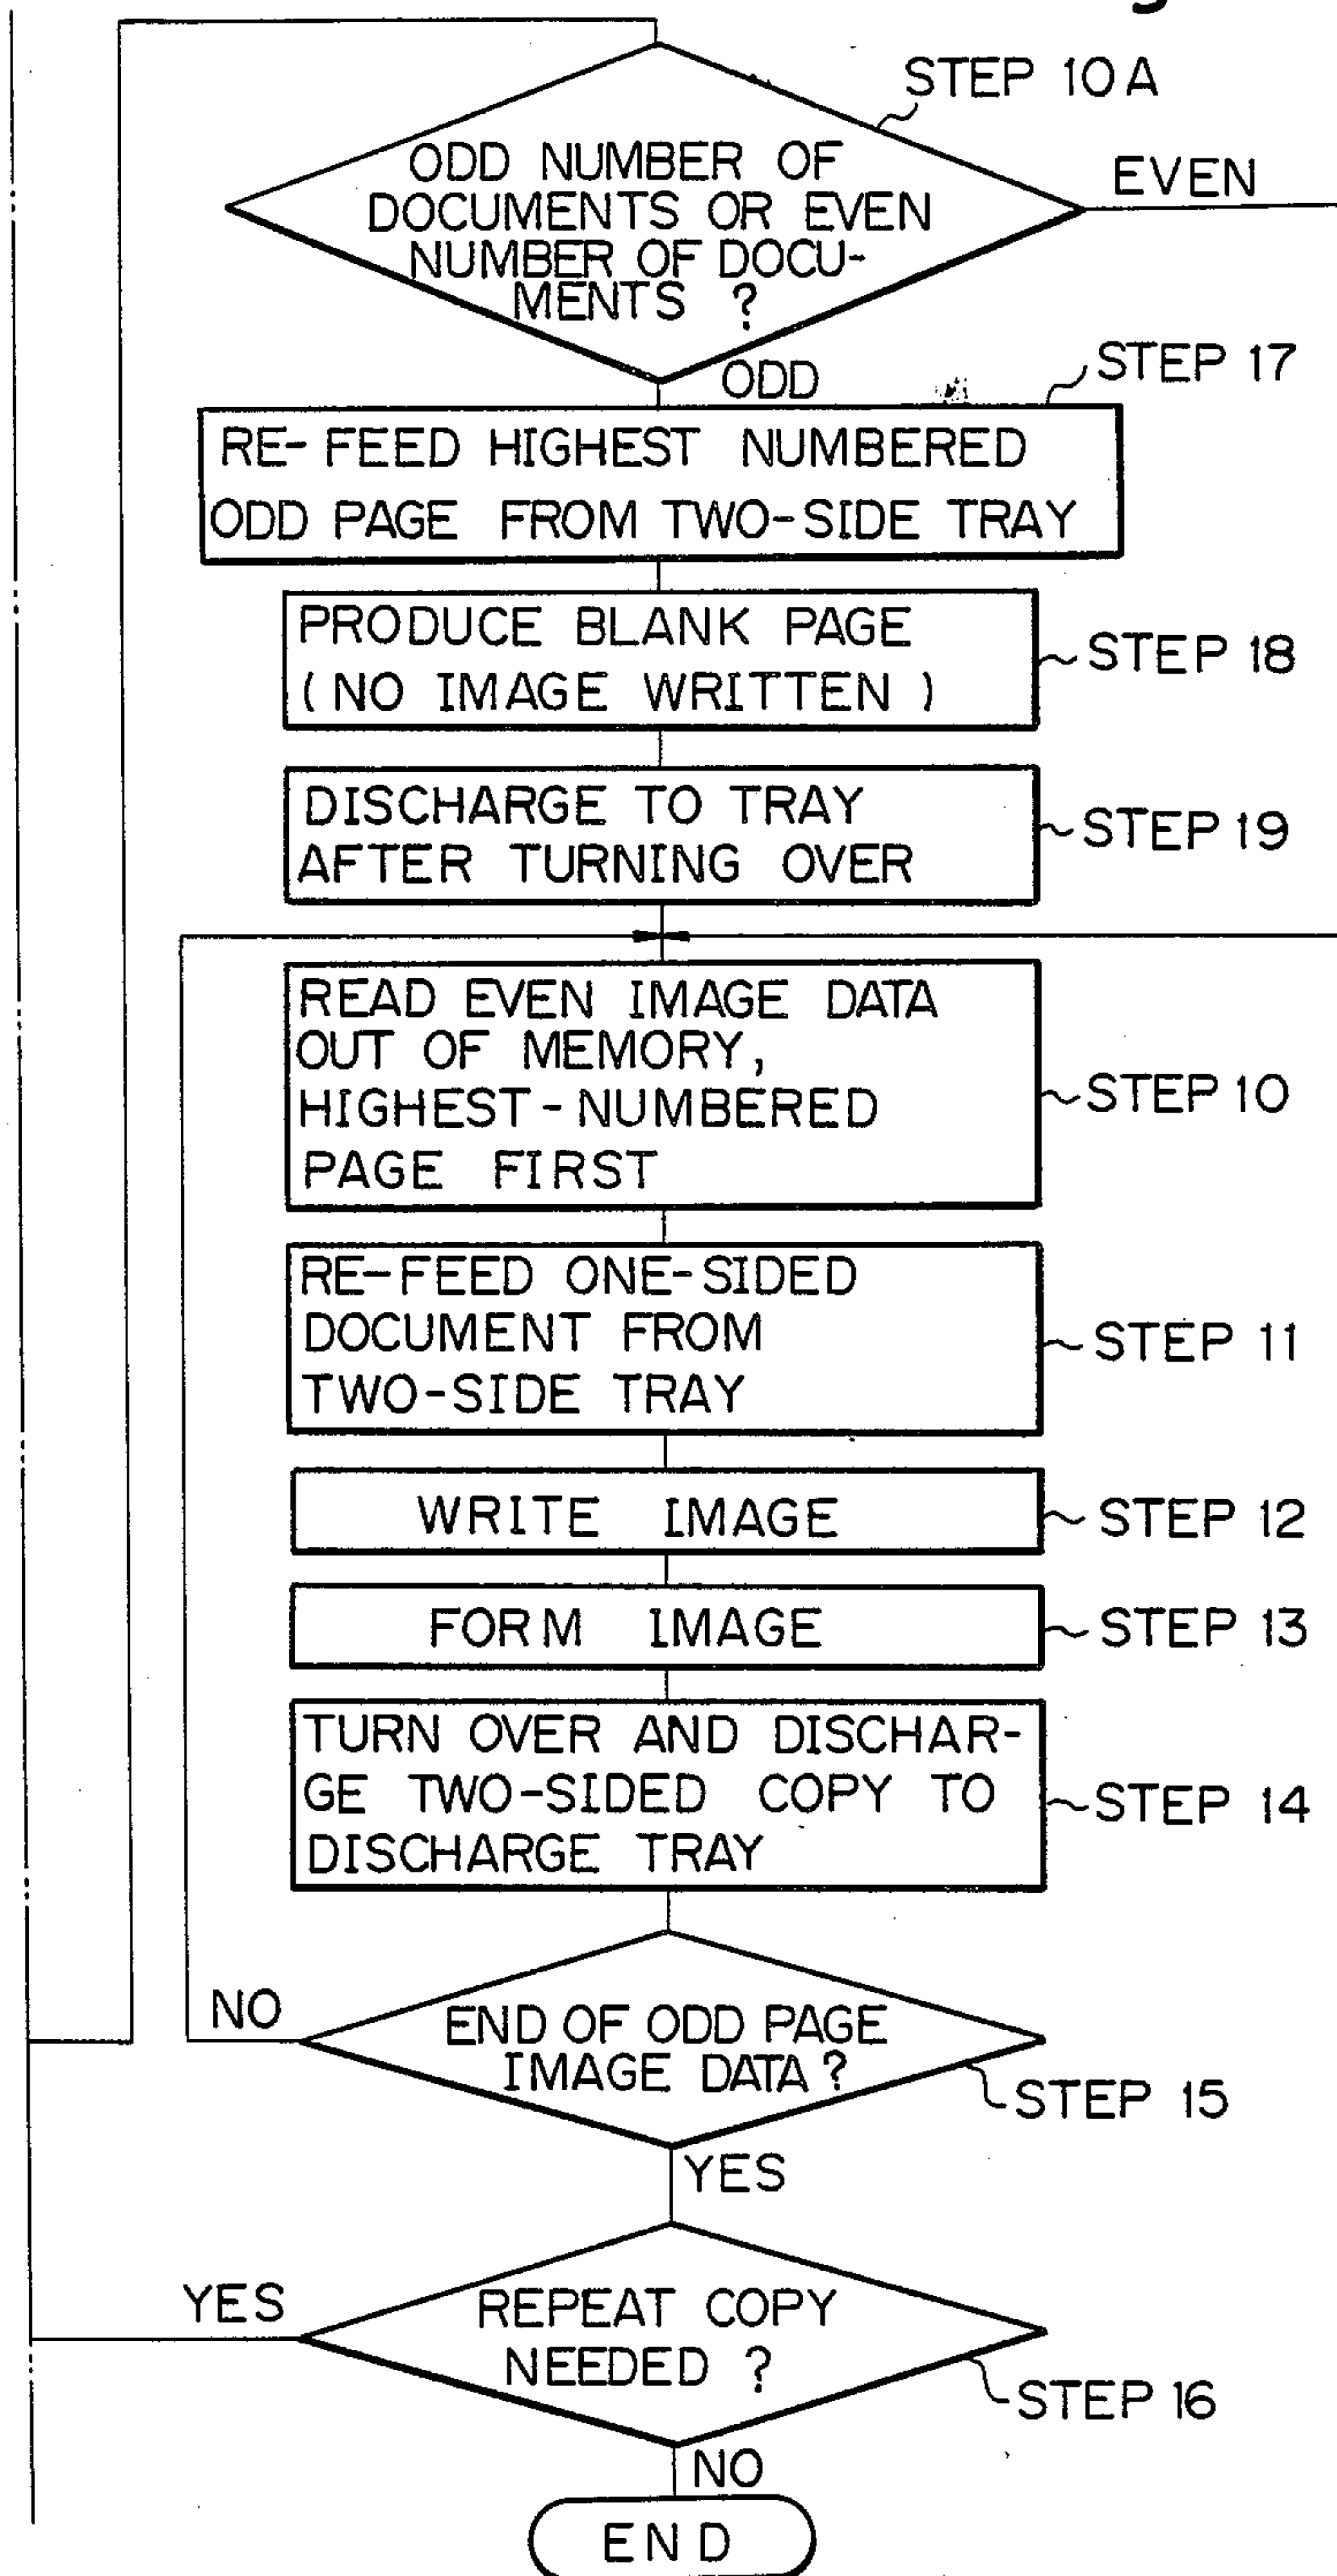 STEP 10A
ODD NUMBER OF
DOCUMENTS OR EVEN
NUMBER OF DOCU-
MENTS ?
EVEN
ODD
STEP 17
RE-FEED HIGHEST NUMBERED
ODD PAGE FROM TWO-SIDE TRAY
PRODUCE BLANK PAGE
(NO IMAGE WRITTEN)
STEP 18
DISCHARGE TO TRAY
AFTER TURNING OVER
STEP 19
READ EVEN IMAGE DATA
OUT OF MEMORY,
HIGHEST-NUMBERED
PAGE FIRST
STEP 10
RE-FEED ONE-SIDED
DOCUMENT FROM
TWO-SIDE TRAY
STEP 11
WRITE IMAGE
STEP 12
FORM IMAGE
STEP 13
TURN OVER AND DISCHAR-
GE TWO-SIDED COPY TO
DISCHARGE TRAY
STEP 14
NO
END OF ODD PAGE
IMAGE DATA?
STEP 15
YES
YES
REPEAT COPY
NEEDED ?
STEP 16
NO
END